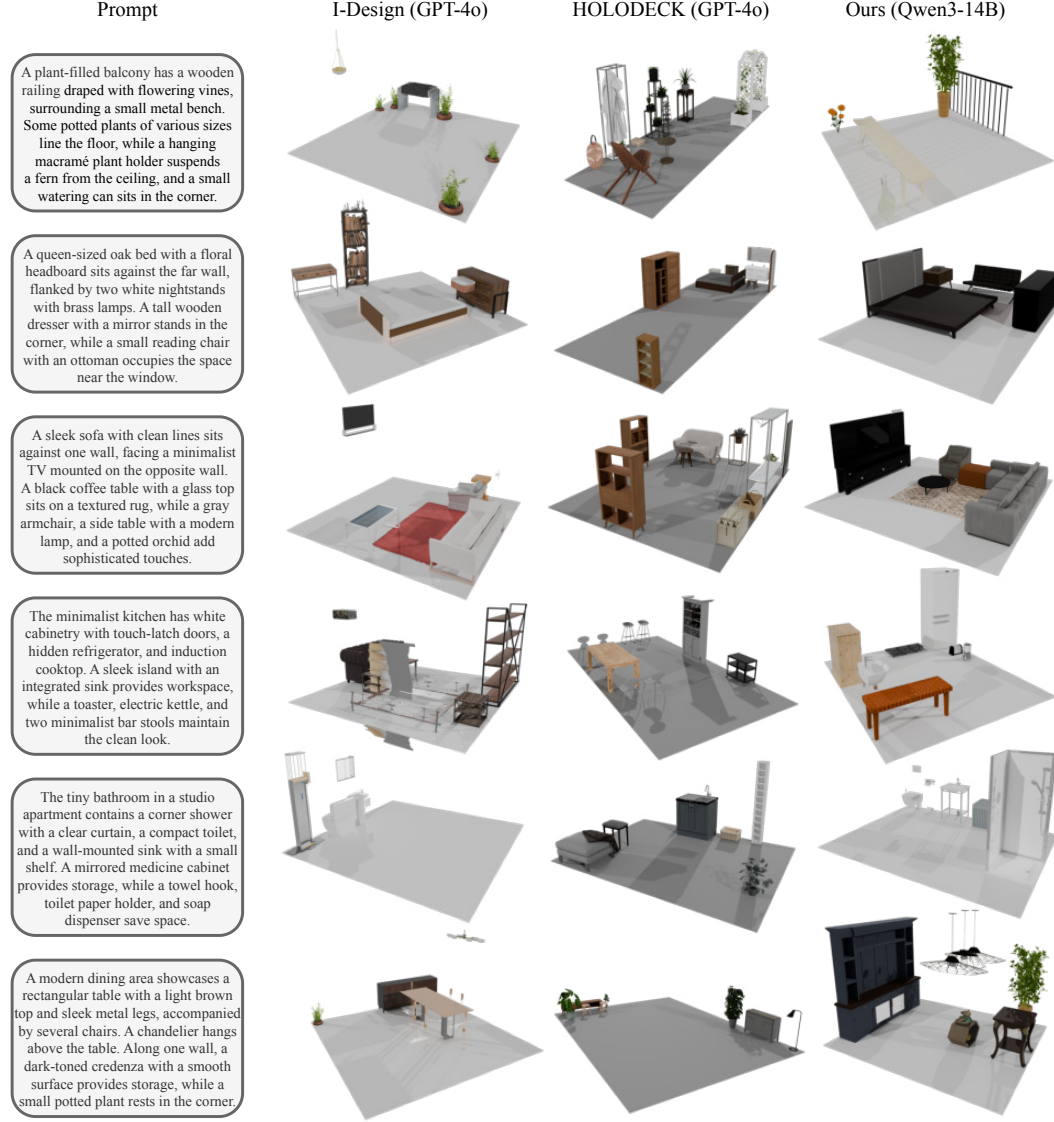 Prompt
I-Design (GPT-4o)
HOLODECK (GPT-4o)
Ours (Qwen3-14B)
A plant-filled balcony has a wooden
railing draped with flowering vines,
surrounding a small metal bench.
Some potted plants of various sizes
line the floor, while a hanging
macramé plant holder suspends
a fern from the ceiling, and a small
watering can sits in the corner.
A queen-sized oak bed with a floral
headboard sits against the far wall,
flanked by two white nightstands
with brass lamps. A tall wooden
dresser with a mirror stands in the
corner, while a small reading chair
with an ottoman occupies the space
near the window.
A sleek sofa with clean lines sits
against one wall, facing a minimalist
TV mounted on the opposite wall.
A black coffee table with a glass top
sits on a textured rug, while a gray
armchair, a side table with a modern
lamp, and a potted orchid add
sophisticated touches.
The minimalist kitchen has white
cabinetry with touch-latch doors, a
hidden refrigerator, and induction
cooktop. A sleek island with an
integrated sink provides workspace,
while a toaster, electric kettle, and
two minimalist bar stools maintain
the clean look.
The tiny bathroom in a studio
apartment contains a corner shower
with a clear curtain, a compact toilet,
and a wall-mounted sink with a small
shelf. A mirrored medicine cabinet
provides storage, while a towel hook,
toilet paper holder, and soap
dispenser save space.
A modern dining area showcases a
rectangular table with a light brown
top and sleek metal legs, accompanied
by several chairs. A chandelier hangs
above the table. Along one wall, a
dark-toned credenza with a smooth
surface provides storage, while a
small potted plant rests in the corner.